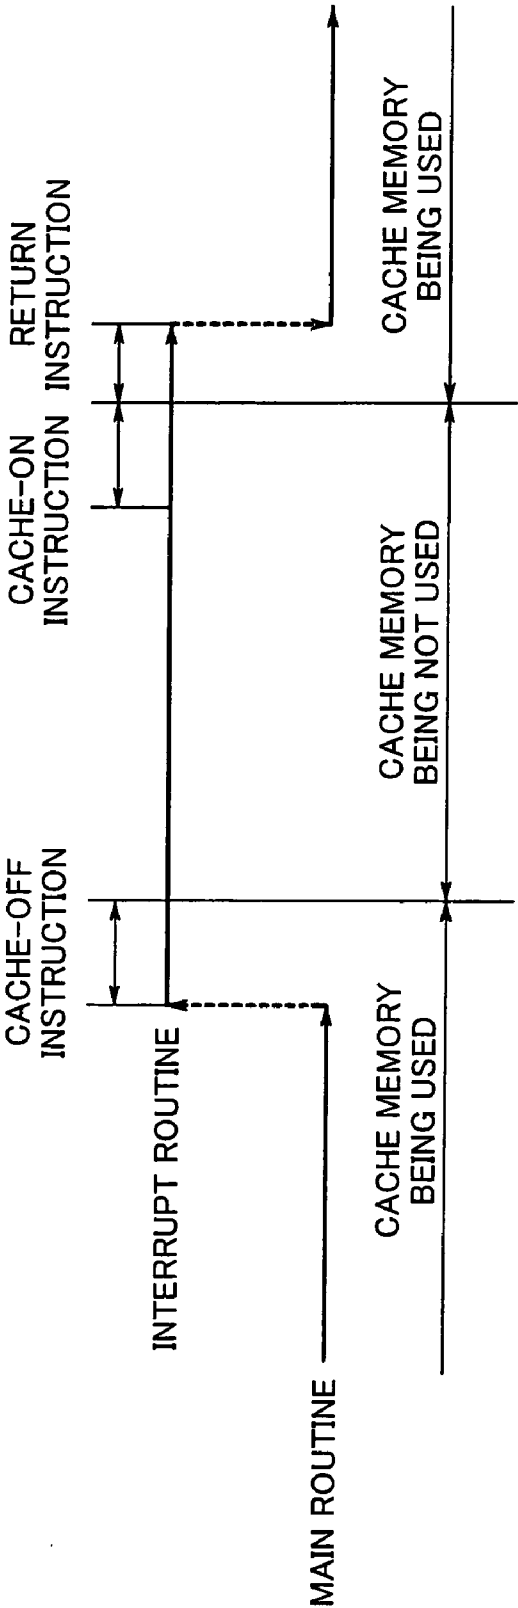 CACHE-OFF
INSTRUCTION
CACHE-ON
INSTRUCTION
RETURN
INSTRUCTION
INTERRUPT ROUTINE
MAIN ROUTINE
CACHE MEMORY
BEING USED
CACHE MEMORY
BEING NOT USED
CACHE MEMORY
BEING USED